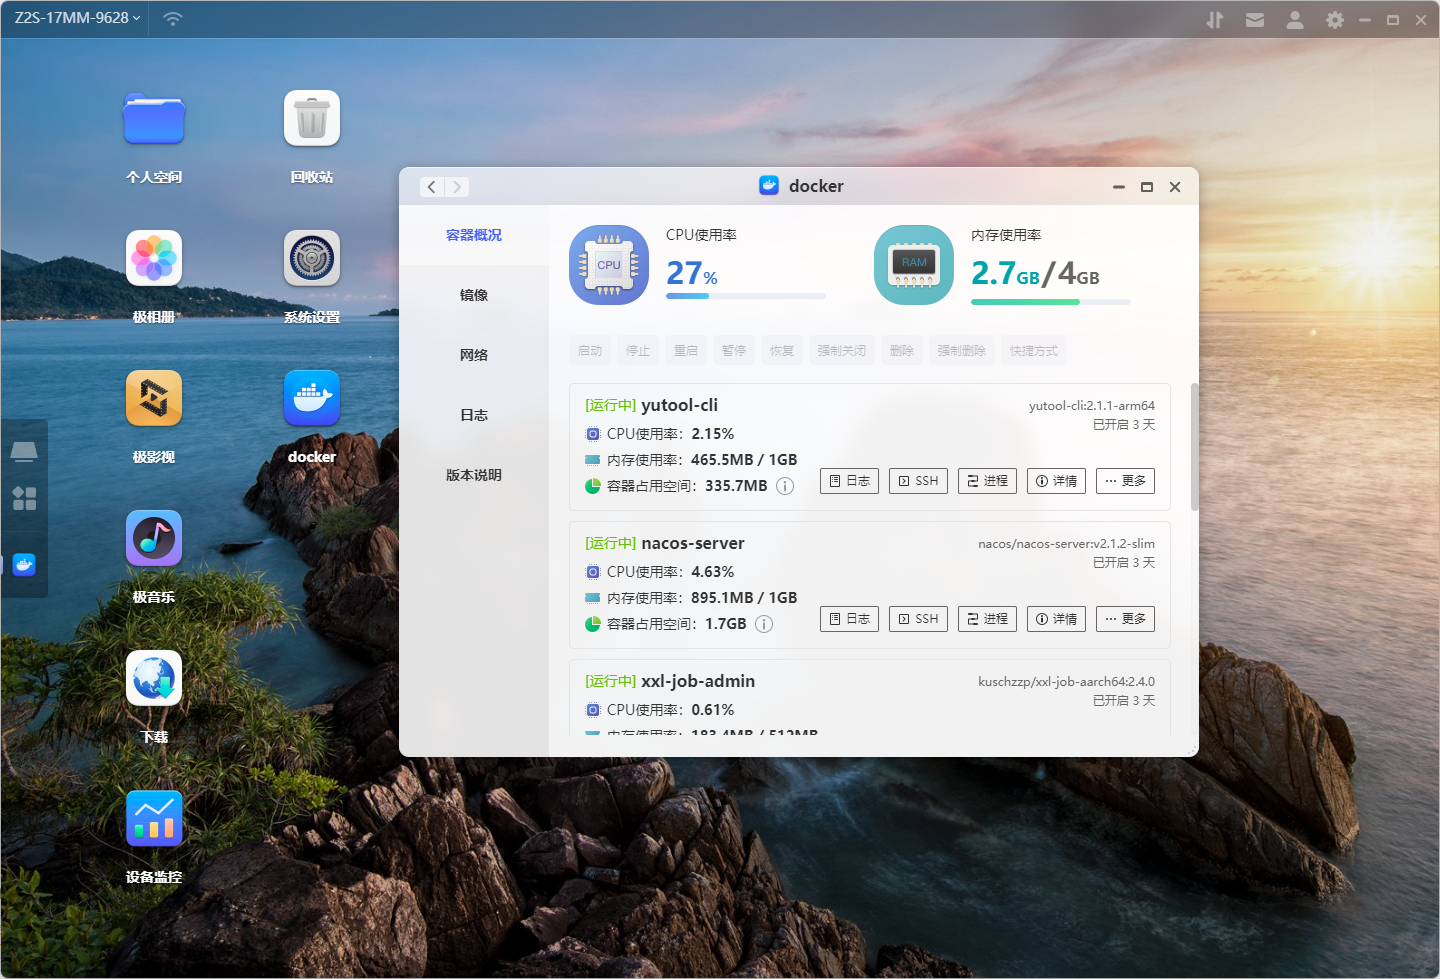 Z2S-17MM-9628
个人空间
回收站
极相册
系统设置
极影视
docker
极音乐
下载
设备监控
docker
容器概况
镜像
网络
日志
版本说明
CPU
CPU使用率
27%
RAM
内存使用率
2.7GB/4GB
启动 停止 重启 暂停 恢复 强制关闭 删除 强制删除 快捷方式
[运行中] yutool-cli
yutool-cli:2.1.1-arm64
已开启 3 天
CPU使用率：2.15%
内存使用率：465.5MB / 1GB
容器占用空间：335.7MB
日志 SSH 进程 详情 更多
[运行中] nacos-server
nacos/nacos-server:v2.1.2-slim
已开启 3 天
CPU使用率：4.63%
内存使用率：895.1MB / 1GB
容器占用空间：1.7GB
日志 SSH 进程 详情 更多
[运行中] xxl-job-admin
kuschzzp/xxl-job-aarch64:2.4.0
已开启 3 天
CPU使用率：0.61%
内存使用率：183.4MB / 512MB